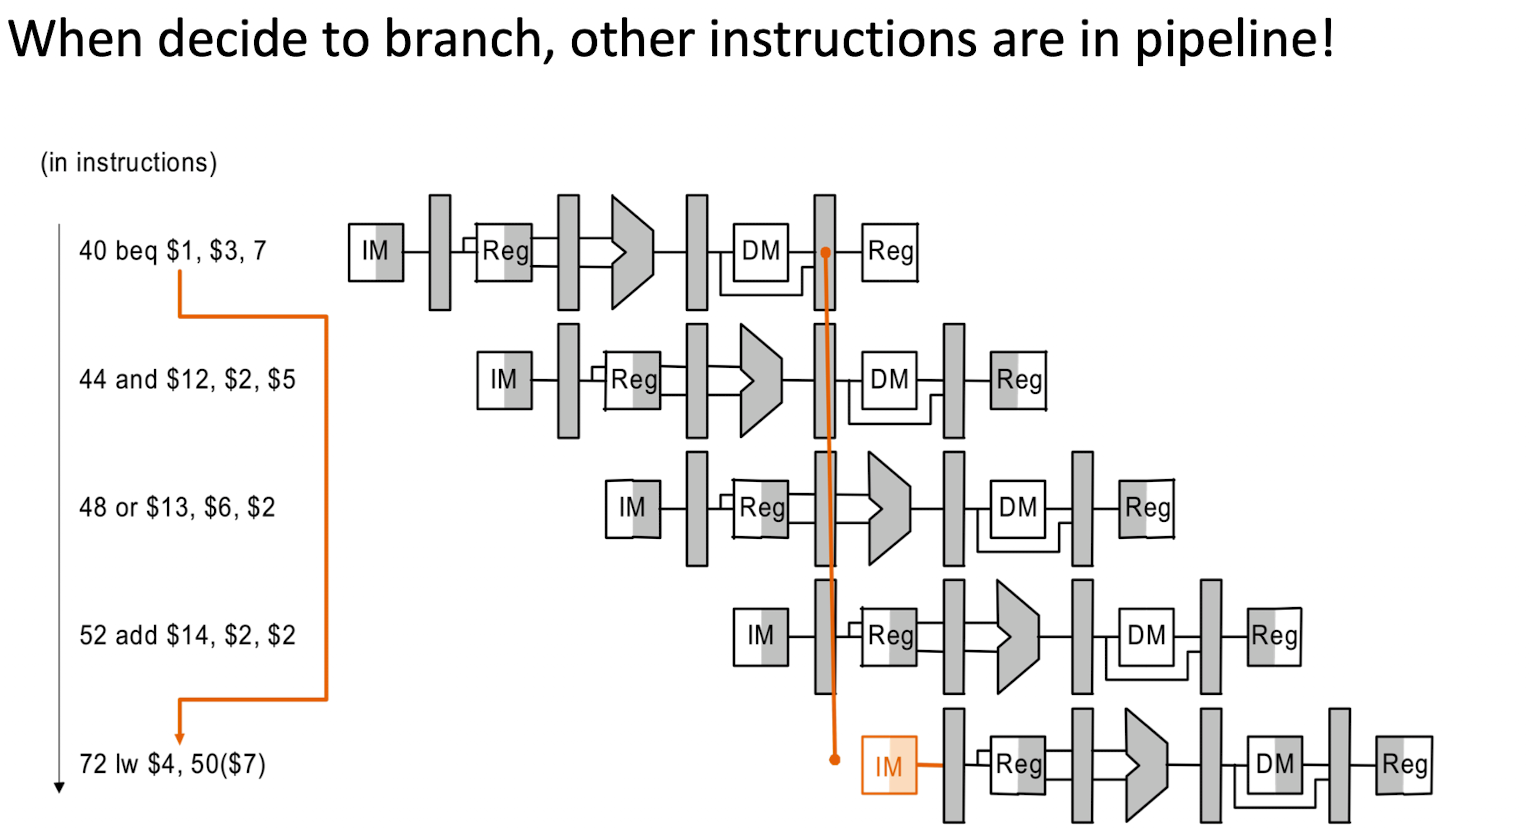 When decide to branch, other instructions are in pipeline!
(in instructions)
40 beq $1, $3, 7
IM Reg DM Reg
44 and $12, $2, $5
IM Reg DM Reg
48 or $13, $6, $2
IM Reg DM Reg
52 add $14, $2, $2
IM Reg DM Reg
72 lw $4, 50($7)
IM Reg DM Reg